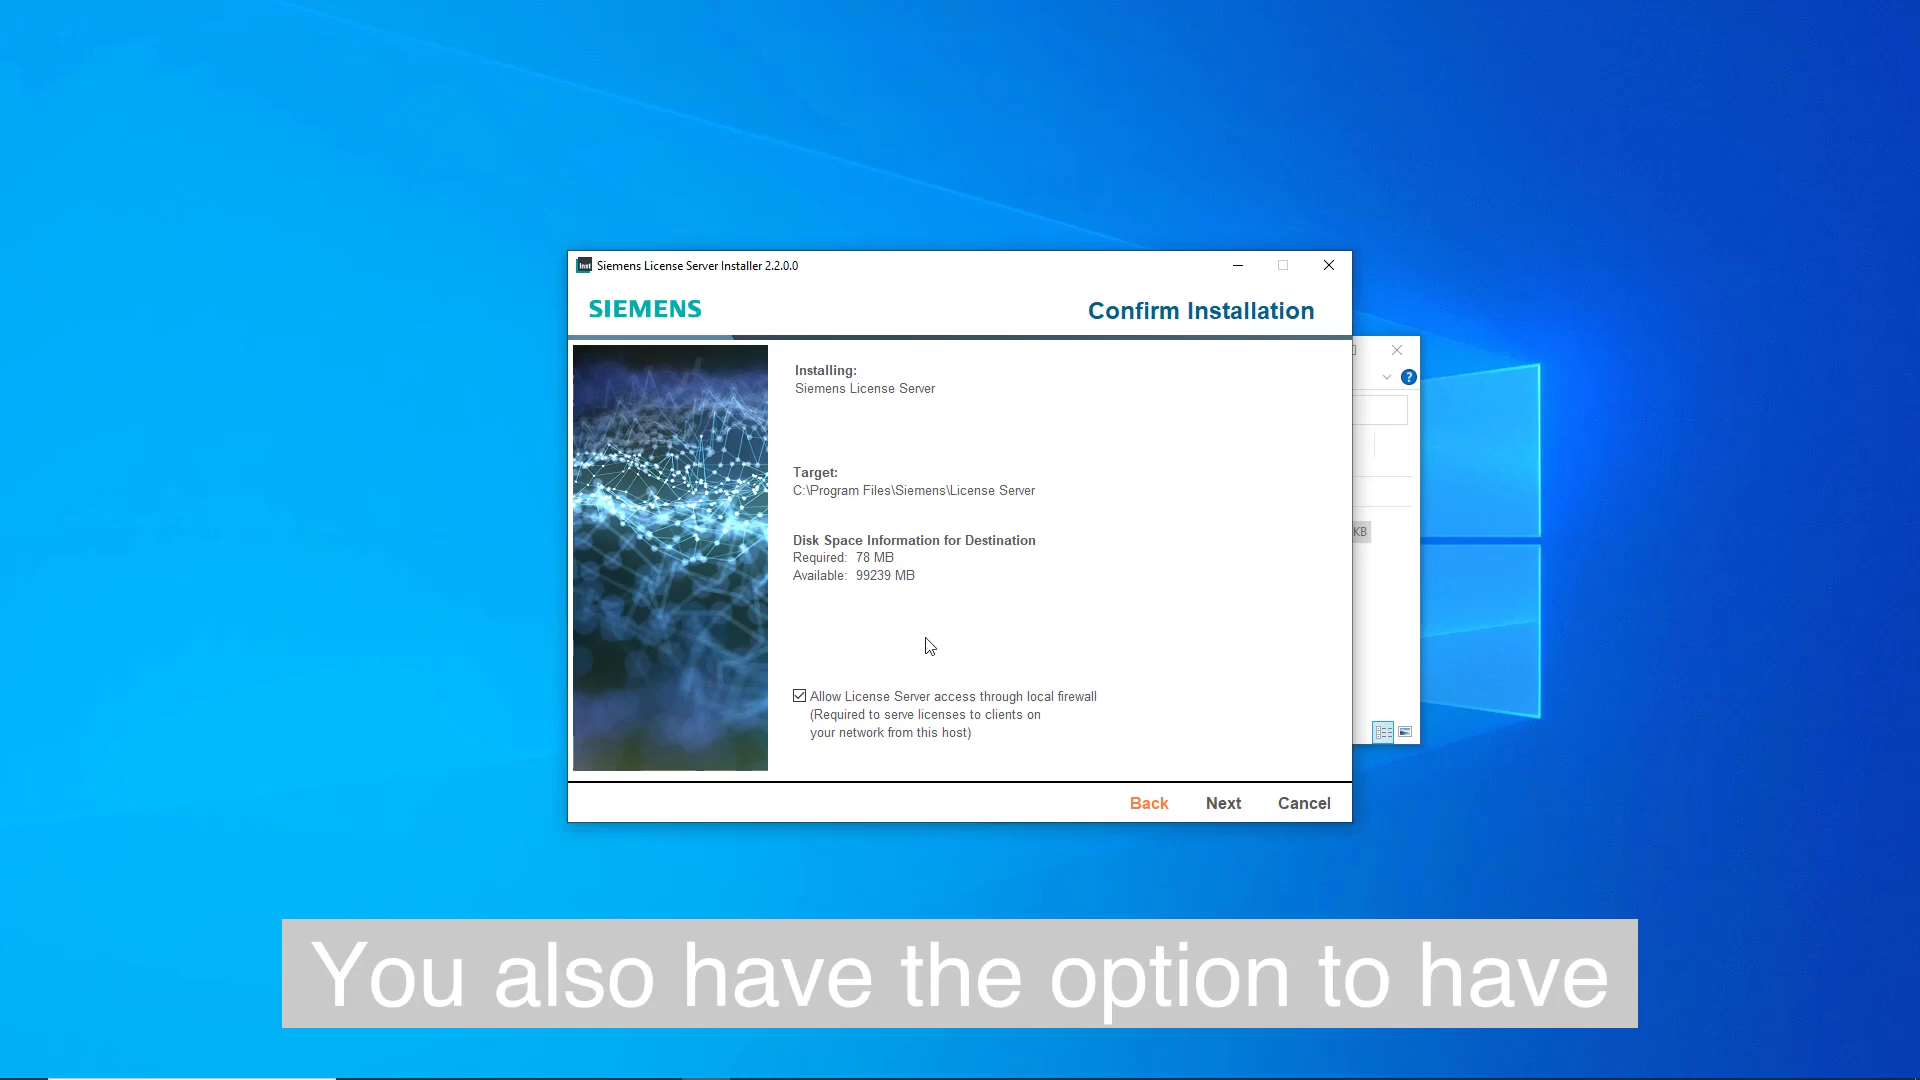 Inst
Siemens License Server Installer 2.2.0.0
SIEMENS
Confirm Installation
Installing:
Siemens License Server
Target:
C:\Program Files\Siemens\License Server
Disk Space Information for Destination
Required: 78 MB
Available: 99239 MB
KB
Allow License Server access through local firewall
(Required to serve licenses to clients on
your network from this host)
Back Next Cancel
You also have the option to have